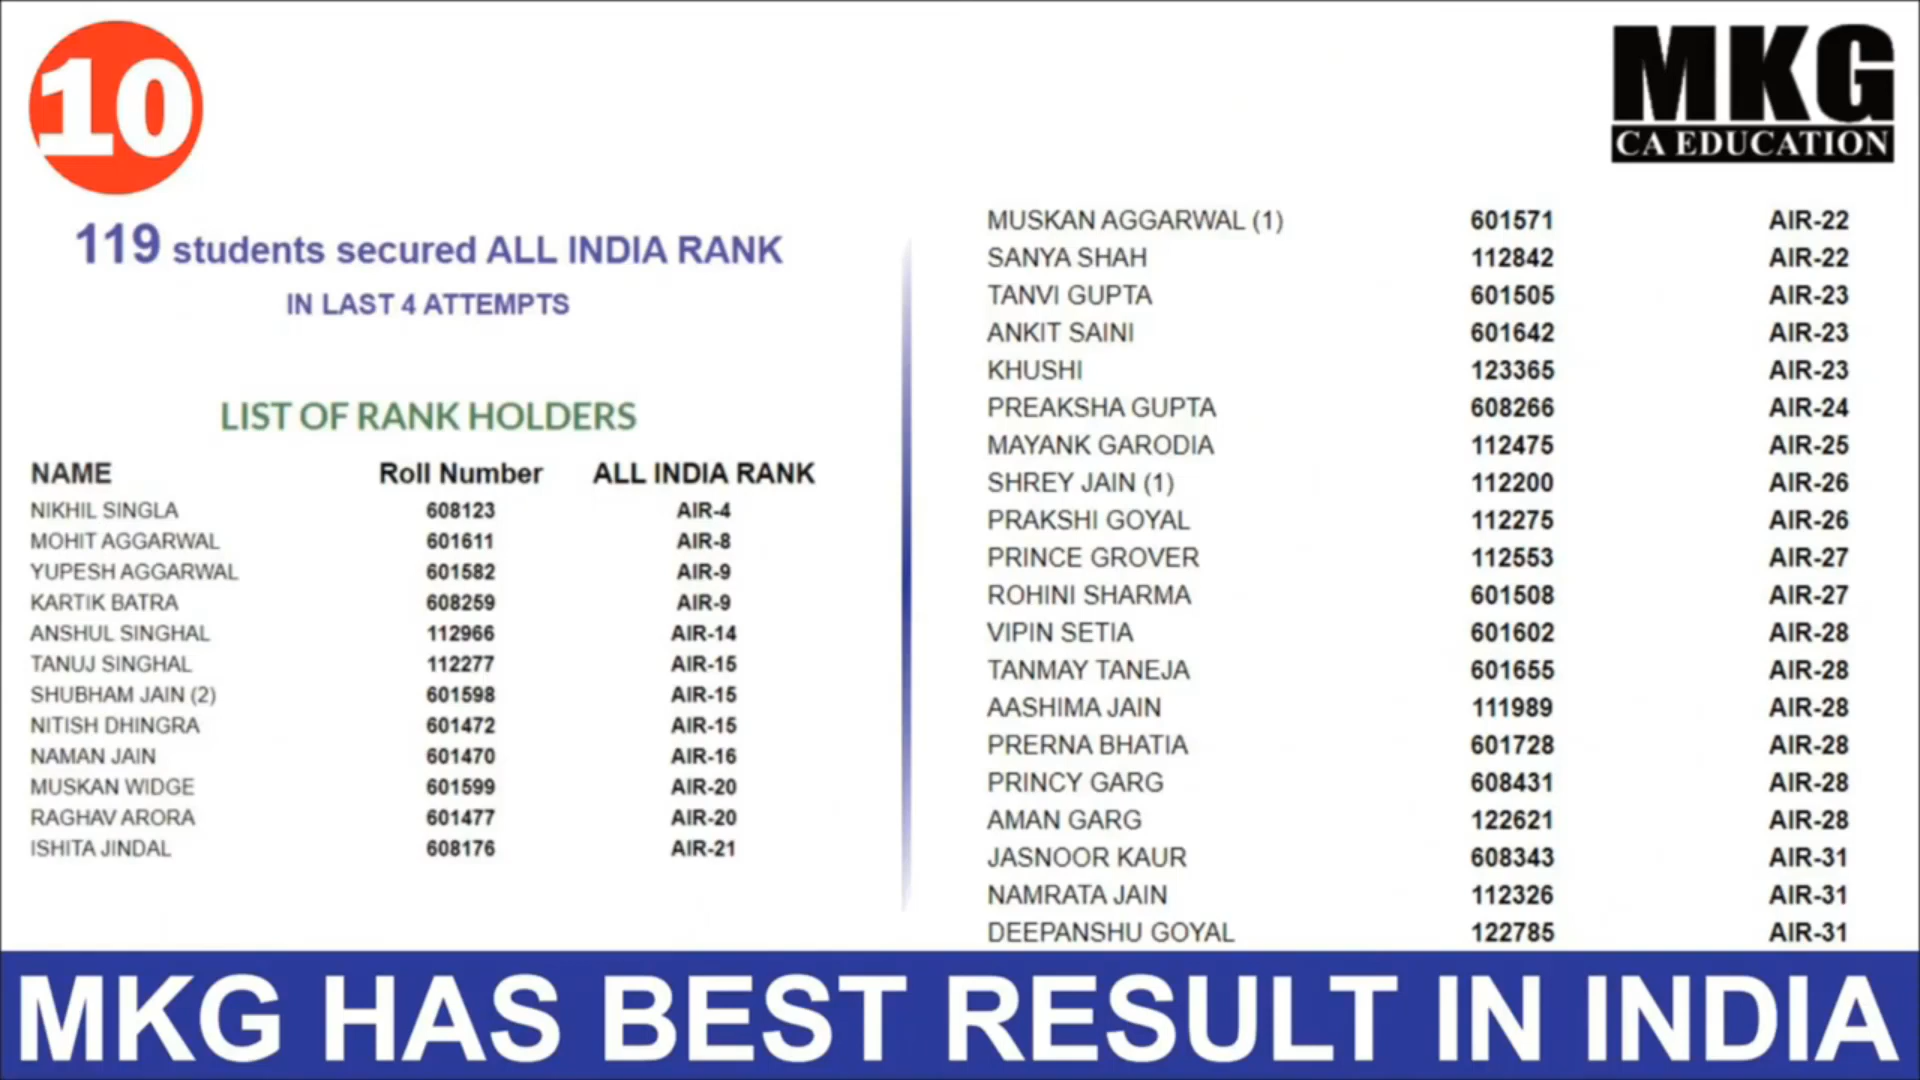 10
MKG
CA EDUCATION
119 students secured ALL INDIA RANK
IN LAST 4 ATTEMPTS
LIST OF RANK HOLDERS
NAME Roll Number ALL INDIA RANK
NIKHIL SINGLA 608123 AIR-4
MOHIT AGGARWAL 601611 AIR-8
YUPESH AGGARWAL 601582 AIR-9
KARTIK BATRA 608259 AIR-9
ANSHUL SINGHAL 112966 AIR-14
TANUJ SINGHAL 112277 AIR-15
SHUBHAM JAIN (2) 601598 AIR-15
NITISH DHINGRA 601472 AIR-15
NAMAN JAIN 601470 AIR-16
MUSKAN WIDGE 601599 AIR-20
RAGHAV ARORA 601477 AIR-20
ISHITA JINDAL 608176 AIR-21
MUSKAN AGGARWAL (1) 601571 AIR-22
SANYA SHAH 112842 AIR-22
TANVI GUPTA 601505 AIR-23
ANKIT SAINI 601642 AIR-23
KHUSHI 123365 AIR-23
PREAKSHA GUPTA 608266 AIR-24
MAYANK GARODIA 112475 AIR-25
SHREY JAIN (1) 112200 AIR-26
PRAKSHI GOYAL 112275 AIR-26
PRINCE GROVER 112553 AIR-27
ROHINI SHARMA 601508 AIR-27
VIPIN SETIA 601602 AIR-28
TANMAY TANEJA 601655 AIR-28
AASHIMA JAIN 111989 AIR-28
PRERNA BHATIA 601728 AIR-28
PRINCY GARG 608431 AIR-28
AMAN GARG 122621 AIR-28
JASNOOR KAUR 608343 AIR-31
NAMRATA JAIN 112326 AIR-31
DEEPANSHU GOYAL 122785 AIR-31
MKG HAS BEST RESULT IN INDIA